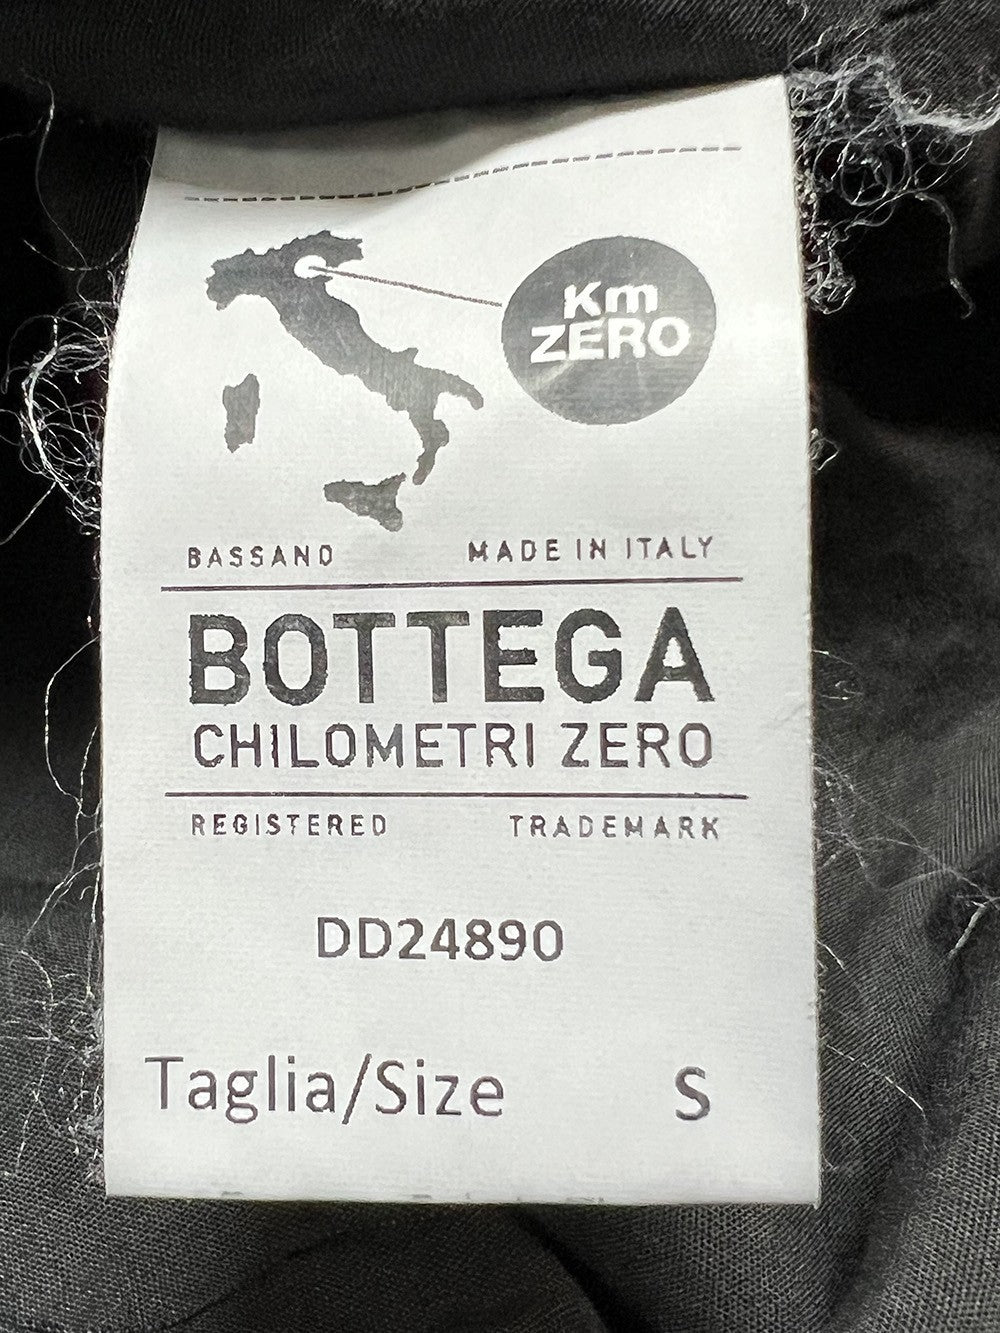 Km
ZERO
BASSANO MADE IN ITALY
BOTTEGA
CHILOMETRI ZERO
REGISTERED TRADEMARK
DD24890
Taglia/Size S